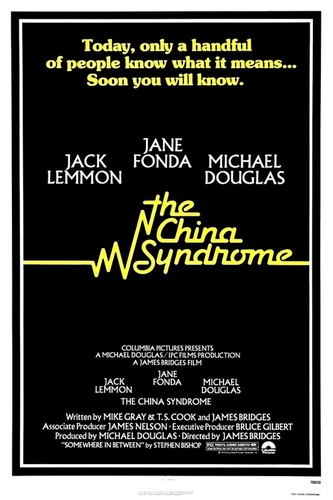 Today, only a handful
of people know what it means...
Soon you will know.
JACK LEMMON
JANE FONDA
MICHAEL DOUGLAS
the
China
Syndrome
COLUMBIA PICTURES PRESENTS
A MICHAEL DOUGLAS / IPC FILMS PRODUCTION
A JAMES BRIDGES FILM
JACK LEMMON
JANE FONDA
MICHAEL DOUGLAS
THE CHINA SYNDROME
Written by MIKE GRAY & T.S. COOK and JAMES BRIDGES
Associate Producer JAMES NELSON · Executive Producer BRUCE GILBERT
Produced by MICHAEL DOUGLAS · Directed by JAMES BRIDGES
"SOMEWHERE IN BETWEEN" by STEPHEN BISHOP
THE CHINA SYNDROME